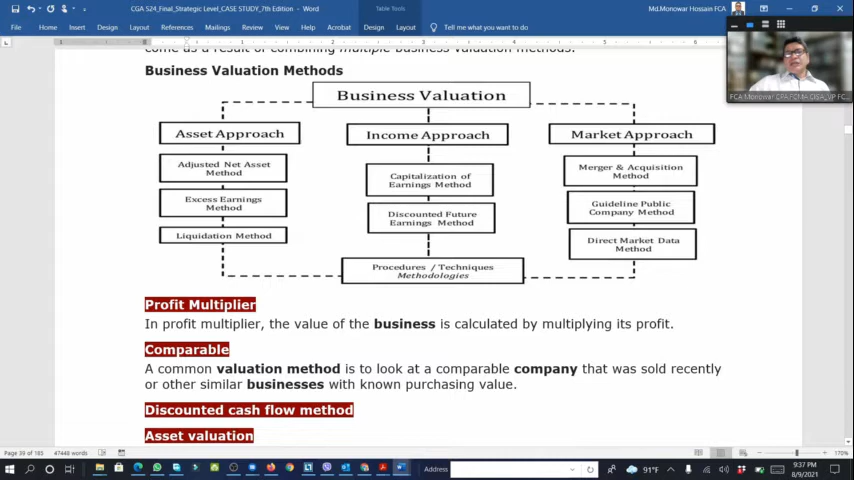 CGA S24_Final_Strategic Level_CASE STUDY_7th Edition - Word
Table Tools
Md.Monowar Hossain FCA
File
Home
Insert
Draw
Design
Layout
References
Mailings
Review
View
Help
Acrobat
Design
Layout
Tell me what you want to do
come as a result of combining multiple business valuation methods.
Business Valuation Methods
Business Valuation
Asset Approach
Income Approach
Market Approach
Adjusted Net Asset
Method
Excess Earnings
Method
Liquidation Method
Capitalization of
Earnings Method
Discounted Future
Earnings Method
Merger & Acquisition
Method
Guideline Public
Company Method
Direct Market Data
Method
Procedures / Techniques
Methodologies
Profit Multiplier
In profit multiplier, the value of the business is calculated by multiplying its profit.
Comparable
A common valuation method is to look at a comparable company that was sold recently
or other similar businesses with known purchasing value.
Discounted cash flow method
Asset valuation
Page 39 of 185
47448 words
170%
Address
91°F
9:37 PM
8/9/2021